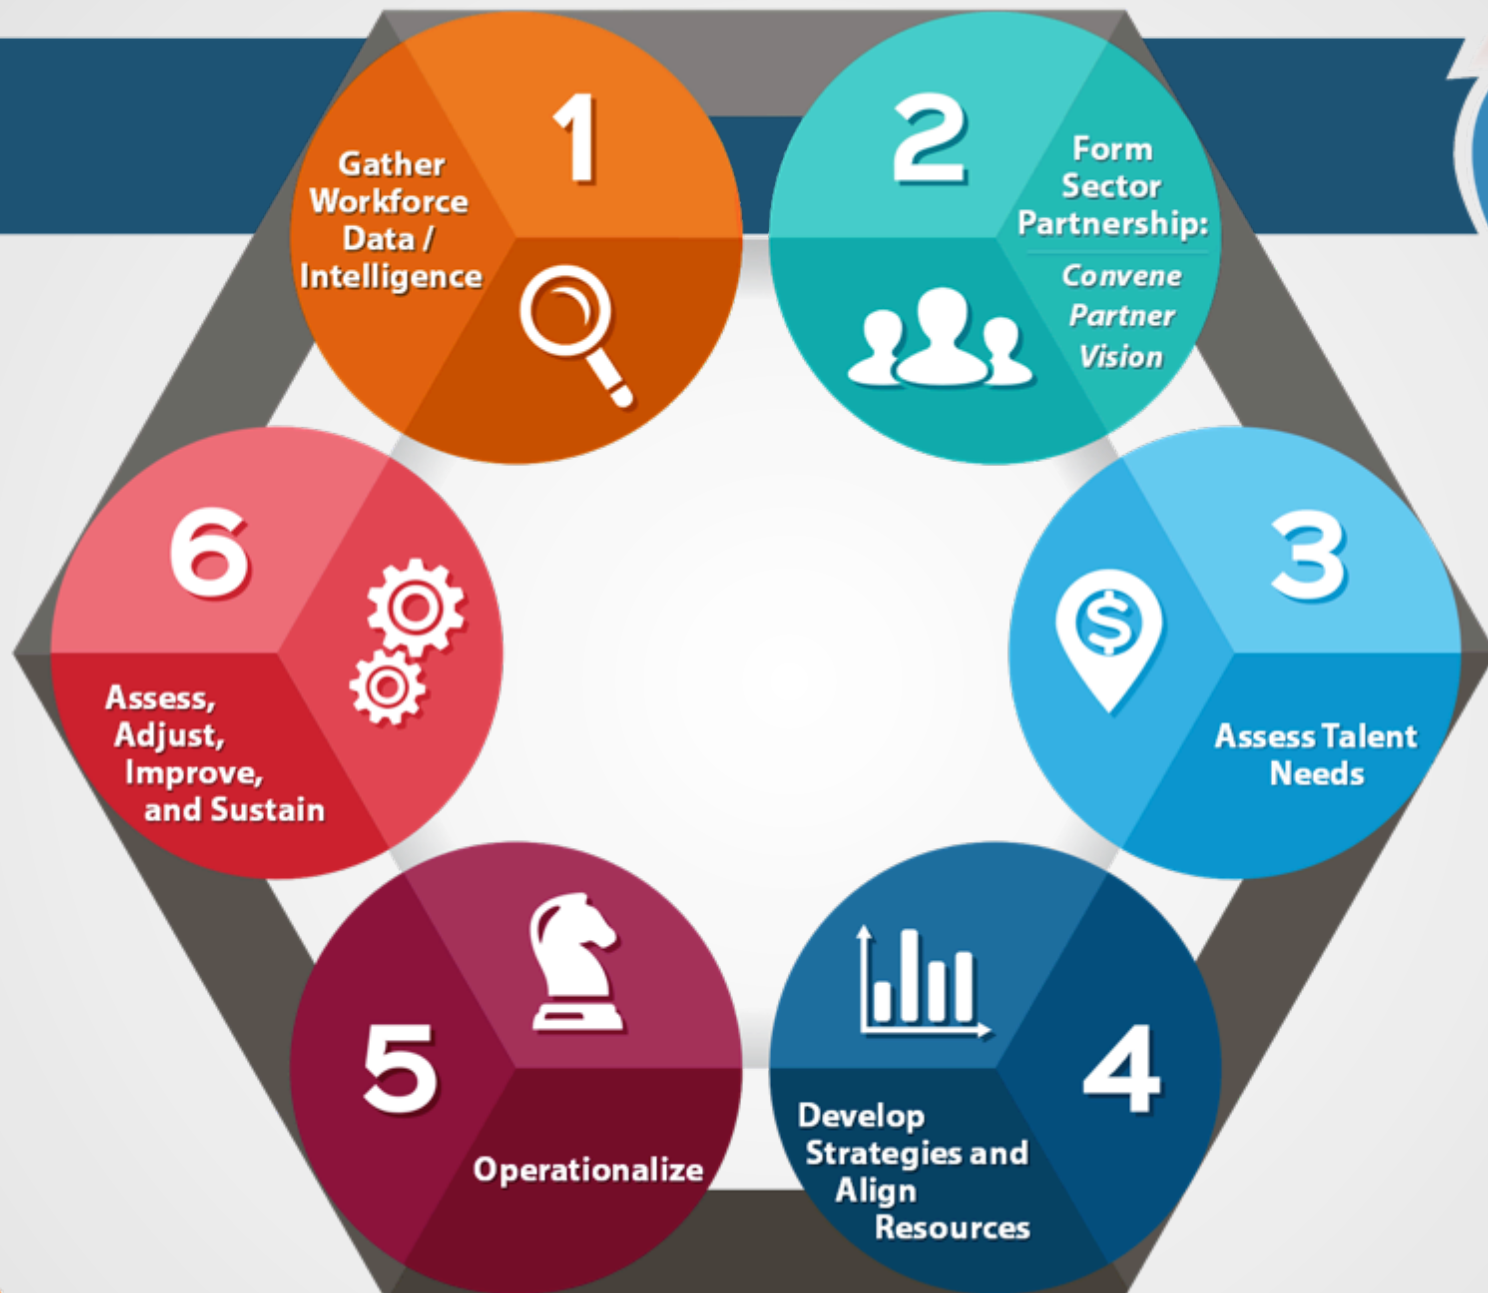 1
Gather
Workforce
Data /
Intelligence
2
Form
Sector
Partnership:
Convene
Partner
Vision
3
Assess Talent
Needs
4
Develop
Strategies and
Align
Resources
5
Operationalize
6
Assess,
Adjust,
Improve,
and Sustain